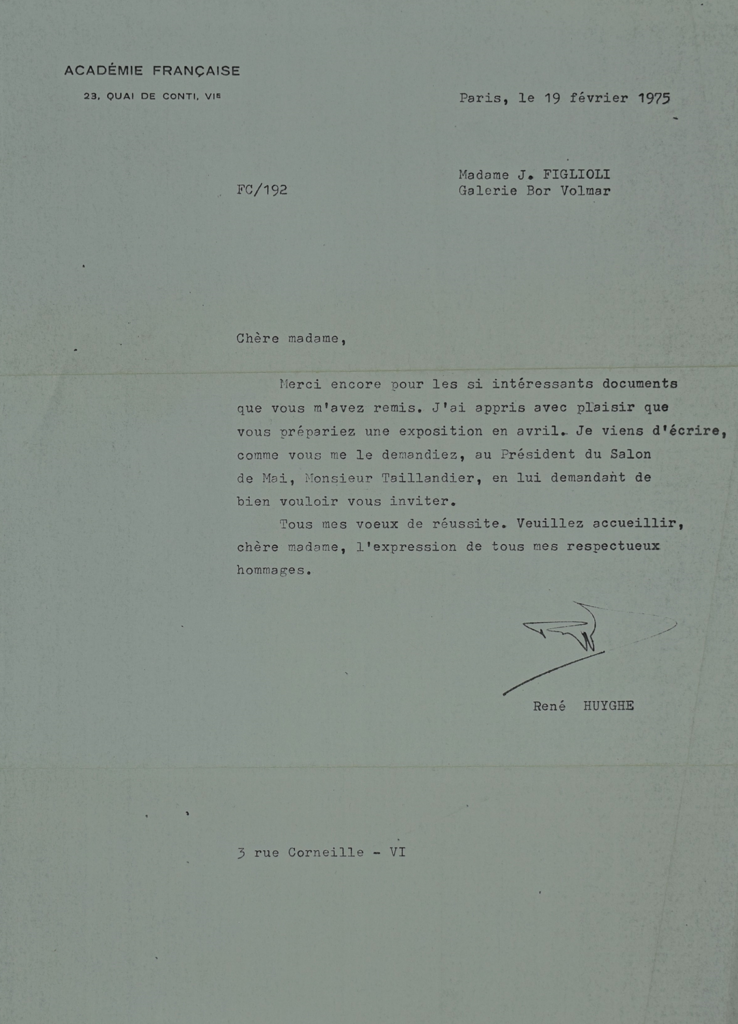 ACADÉMIE FRANÇAISE
23, QUAI DE CONTI, VIE
Paris, le 19 février 1975
Madame J. FIGLIOLI
FC/192
Galerie Bor Volmar
Chère madame,
Merci encore pour les si intéressants documents
que vous m'avez remis. J'ai appris avec plaisir que
vous prépariez une exposition en avril. Je viens d'écrire,
comme vous me le demandiez, au Président du Salon
de Mai, Monsieur Taillandier, en lui demandant de
bien vouloir vous inviter.
Tous mes voeux de réussite. Veuillez accueillir,
chère madame, l'expression de tous mes respectueux
hommages.
René HUYGHE
3 rue Corneille - VI